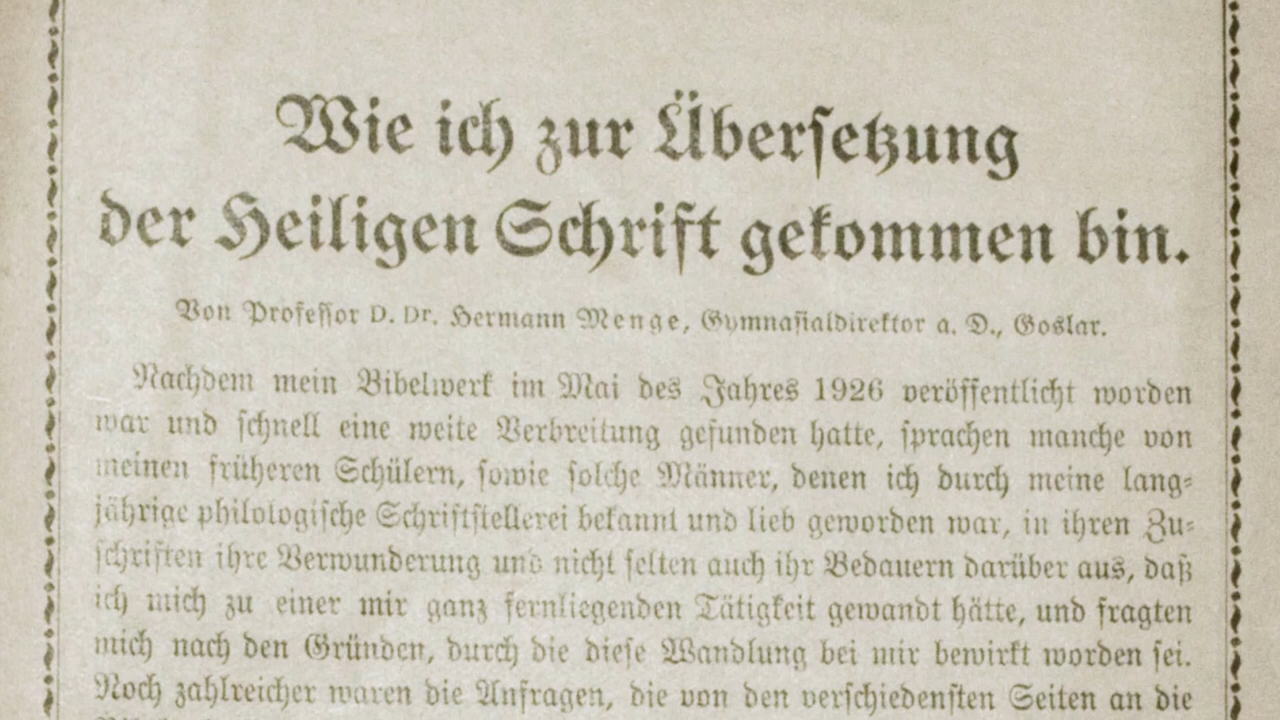 Wie ich zur Übersetzung
der Heiligen Schrift gekommen bin.
Von Professor D. Dr. Hermann Menge, Gymnasialdirektor a. D., Goslar.
Nachdem mein Bibelwerk im Mai des Jahres 1926 veröffentlicht worden
war und schnell eine weite Verbreitung gefunden hatte, sprachen manche von
meinen früheren Schülern, sowie solche Männer, denen ich durch meine lang-
jährige philologische Schriftstellerei bekannt und lieb geworden war, in ihren Zu-
schriften ihre Verwunderung und nicht selten auch ihr Bedauern darüber aus, daß
ich mich zu einer mir ganz fernliegenden Tätigkeit gewandt hätte, und fragten
mich nach den Gründen, durch die diese Wandlung bei mir bewirkt worden sei.
Noch zahlreicher waren die Anfragen, die von den verschiedensten Seiten an die